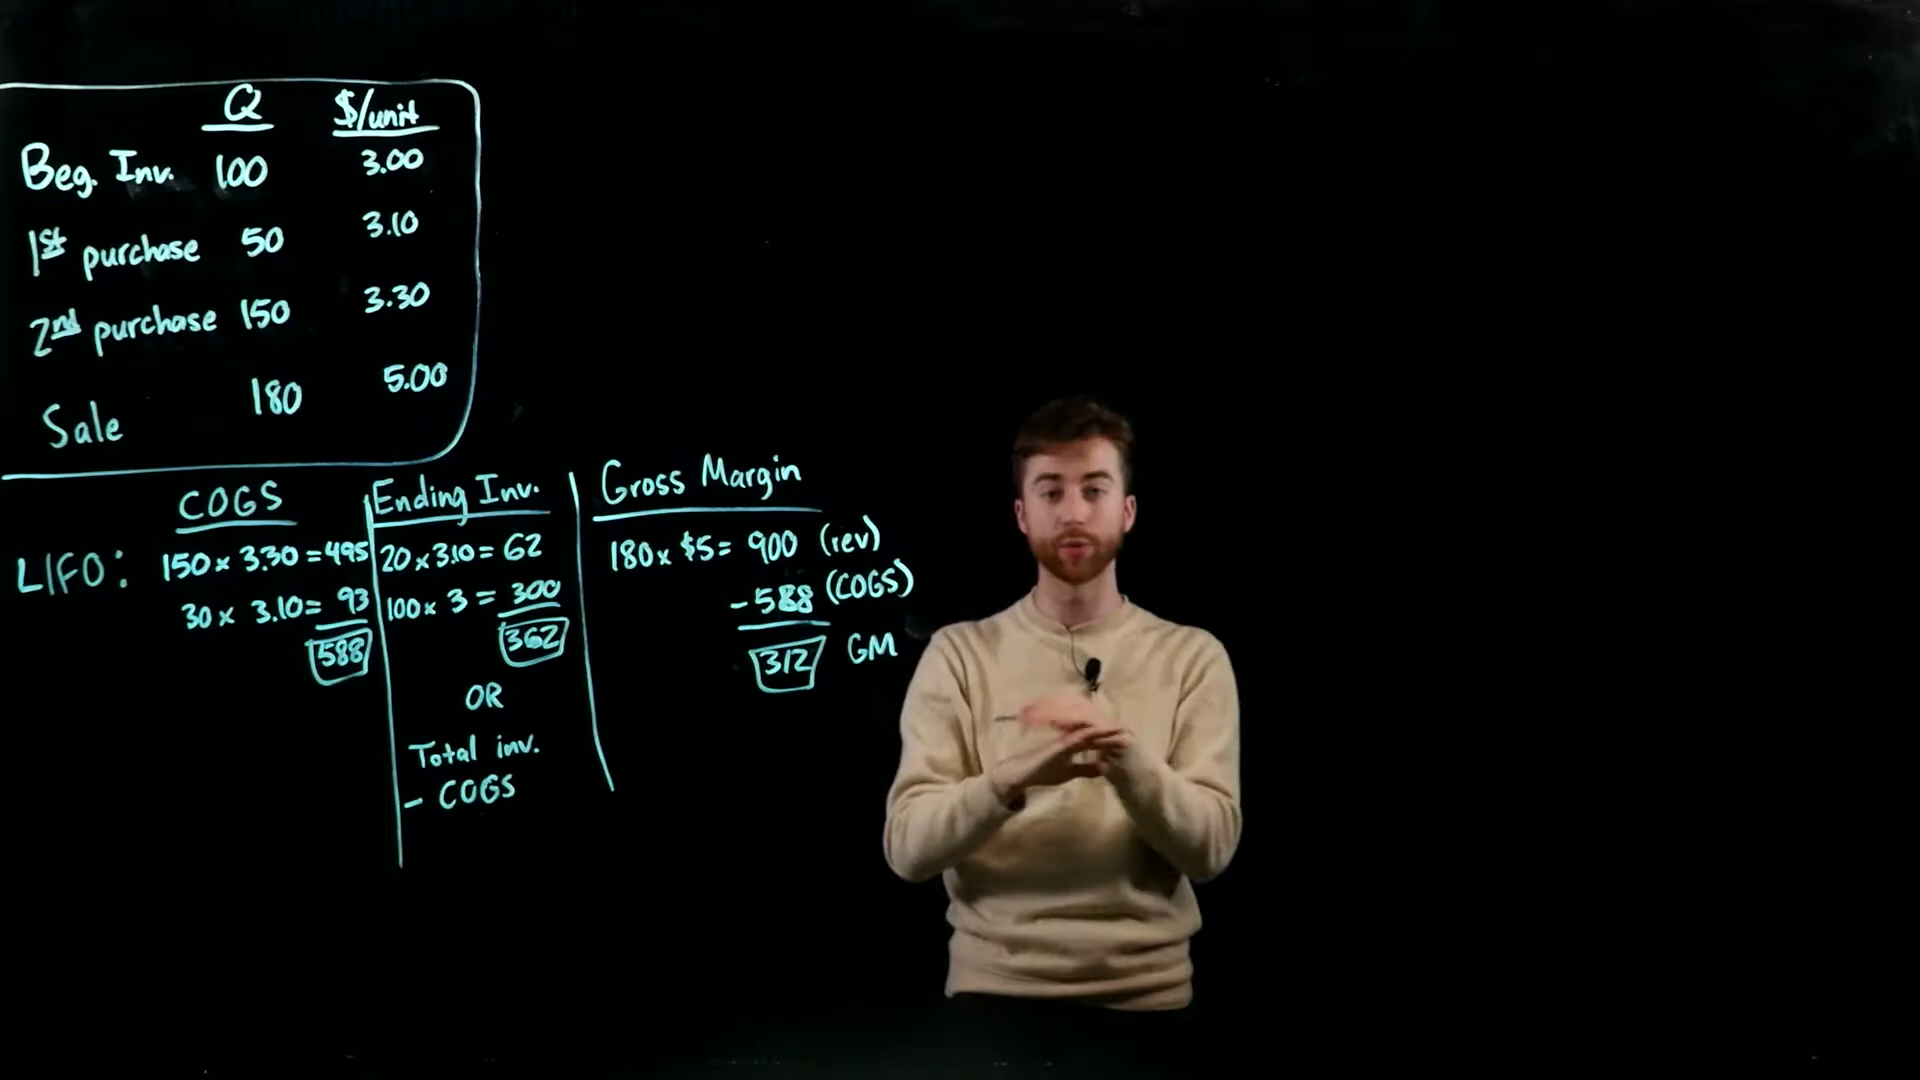 Q $/unit
Beg. Inv. 100 3.00
1st purchase 50 3.10
2nd purchase 150 3.30
Sale 180 5.00
COGS Ending Inv. Gross Margin
LIFO: 150 x 3.30 = 495 20 x 3.10 = 62 180 x $5 = 900 (rev)
30 x 3.10 = 93 100 x 3 = 300 - 588 (COGS)
588 362 312 GM
OR
Total inv.
- COGS